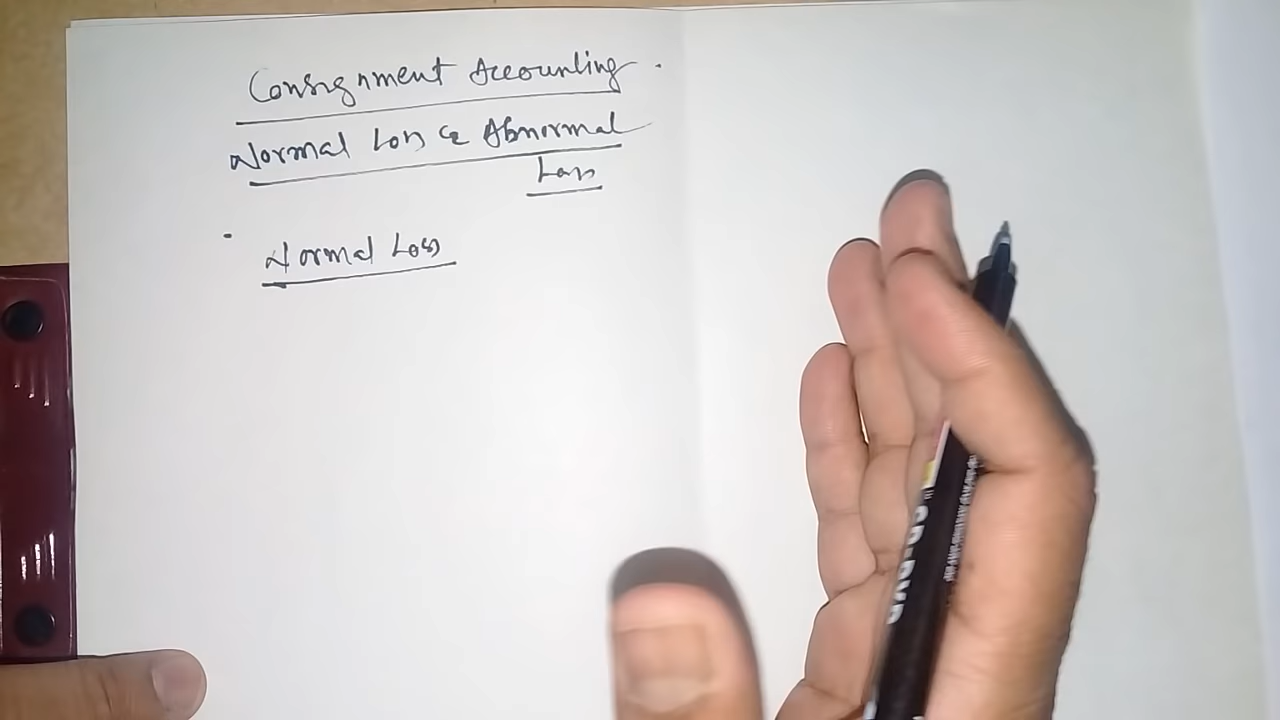 Consignment Accounting .
Normal Loss & Abnormal
Loss
Normal Loss